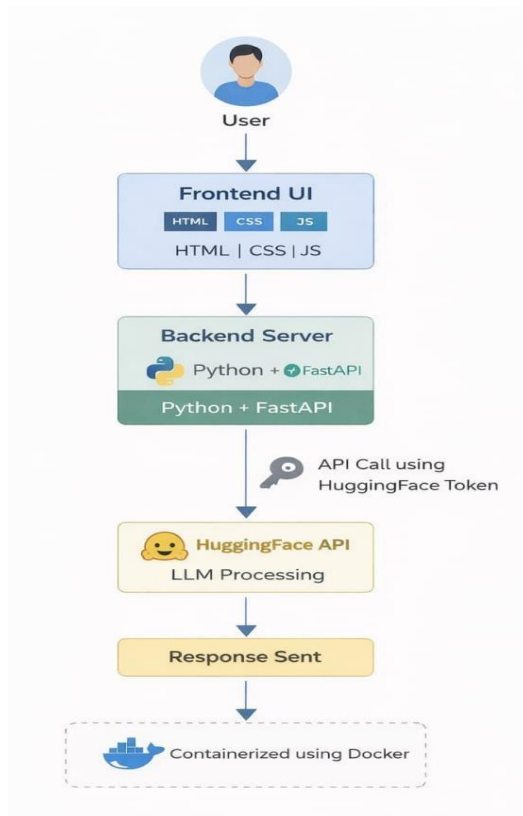 User
Frontend UI
HTML CSS JS
HTML | CSS | JS
Backend Server
Python + FastAPI
Python + FastAPI
API Call using
HuggingFace Token
HuggingFace API
LLM Processing
Response Sent
Containerized using Docker